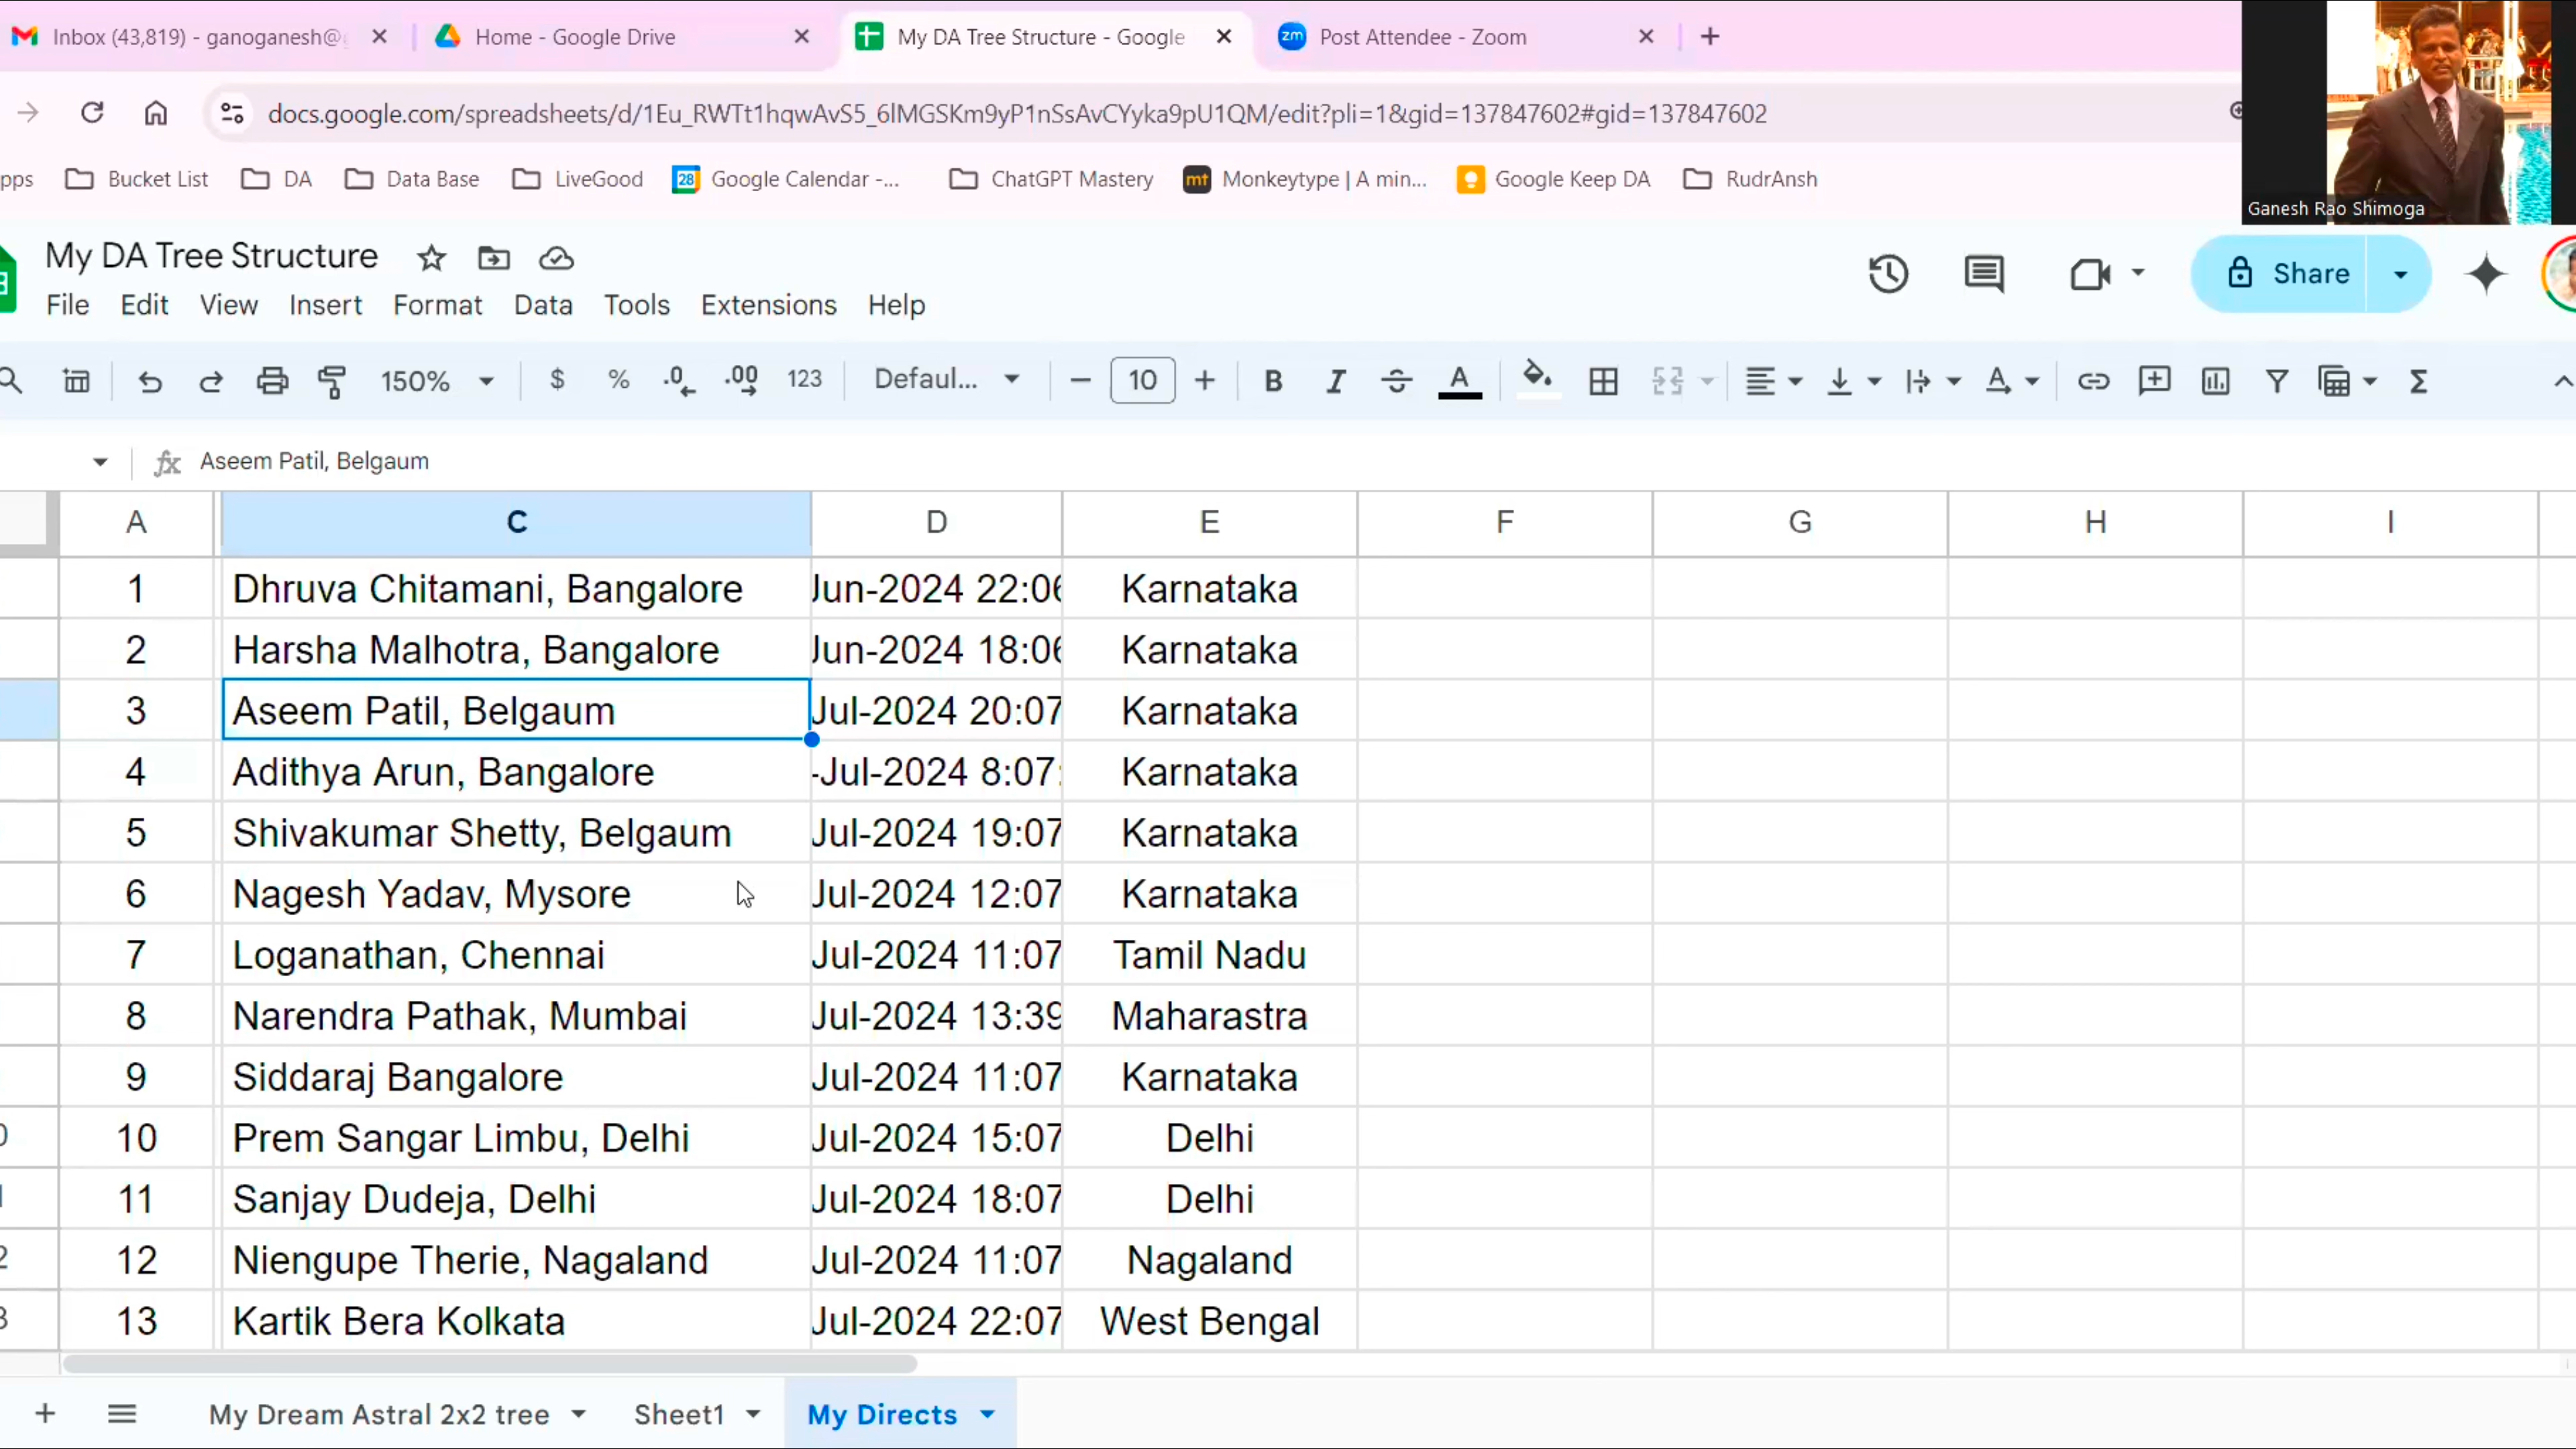 Inbox (43,819) - ganoganesh@
Home - Google Drive
My DA Tree Structure - Google
Post Attendee - Zoom
docs.google.com/spreadsheets/d/1Eu_RWTt1hqwAvS5_6lMGSKm9yP1nSsAvCYyka9pU1QM/edit?pli=1&gid=137847602#gid=137847602
pps Bucket List DA Data Base LiveGood 28 Google Calendar -... ChatGPT Mastery mt Monkeytype | A min... Google Keep DA RudrAnsh
Ganesh Rao Shimoga
My DA Tree Structure
Share
File Edit View Insert Format Data Tools Extensions Help
150% $ % .0 .00 123 Defaul... 10 B I A Σ
fx Aseem Patil, Belgaum
A C D E F G H I
1 Dhruva Chitamani, Bangalore Jun-2024 22:06 Karnataka
2 Harsha Malhotra, Bangalore Jun-2024 18:06 Karnataka
3 Aseem Patil, Belgaum Jul-2024 20:07 Karnataka
4 Adithya Arun, Bangalore -Jul-2024 8:07: Karnataka
5 Shivakumar Shetty, Belgaum Jul-2024 19:07 Karnataka
6 Nagesh Yadav, Mysore Jul-2024 12:07 Karnataka
7 Loganathan, Chennai Jul-2024 11:07 Tamil Nadu
8 Narendra Pathak, Mumbai Jul-2024 13:39 Maharastra
9 Siddaraj Bangalore Jul-2024 11:07 Karnataka
10 Prem Sangar Limbu, Delhi Jul-2024 15:07 Delhi
11 Sanjay Dudeja, Delhi Jul-2024 18:07 Delhi
12 Niengupe Therie, Nagaland Jul-2024 11:07 Nagaland
13 Kartik Bera Kolkata Jul-2024 22:07 West Bengal
My Dream Astral 2x2 tree Sheet1 My Directs